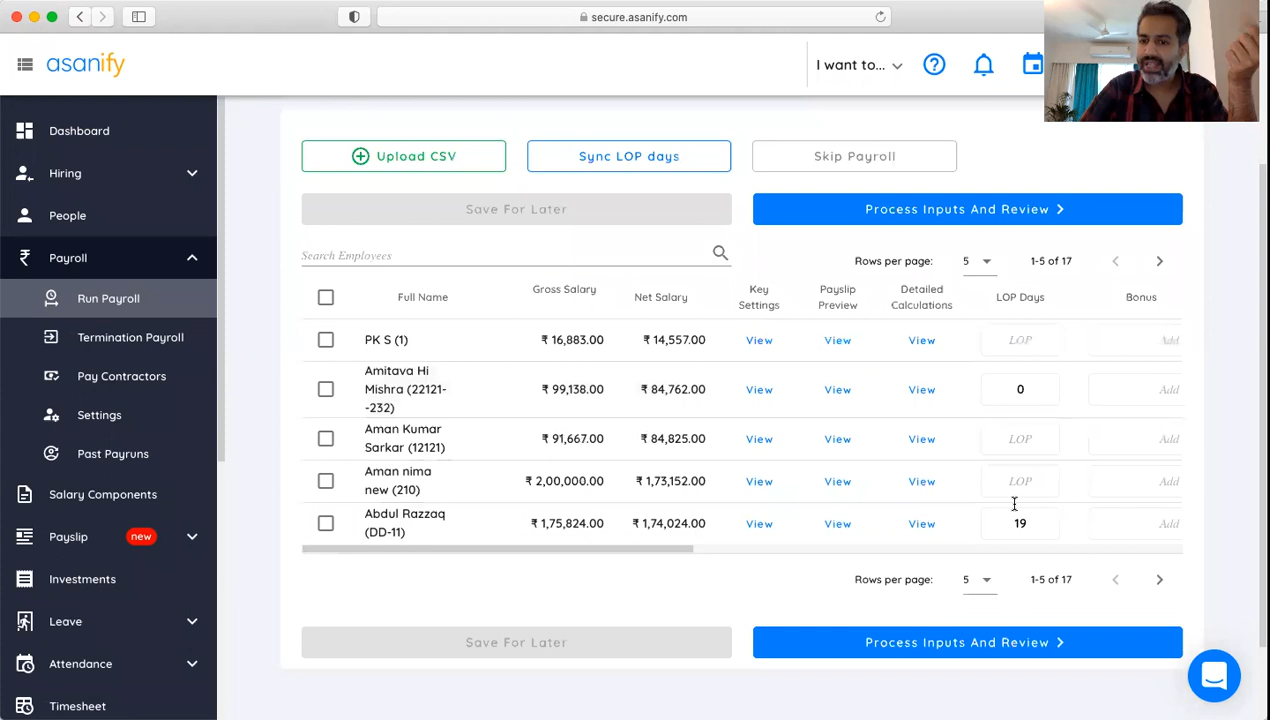 secure.asanify.com
asanify
I want to...
Dashboard
Hiring
People
Payroll
Run Payroll
Termination Payroll
Pay Contractors
Settings
Past Payruns
Salary Components
Payslip new
Investments
Leave
Attendance
Timesheet
Upload CSV
Sync LOP days
Skip Payroll
Save For Later
Process Inputs And Review
Search Employees
Rows per page: 5 1-5 of 17
Full Name
Gross Salary
Net Salary
Key
Settings
Payslip
Preview
Detailed
Calculations
LOP Days
Bonus
PK S (1) ₹ 16,883.00 ₹ 14,557.00 View View View LOP Add
Amitava Hi
Mishra (22121-
-232)
₹ 99,138.00 ₹ 84,762.00 View View View 0 Add
Aman Kumar
Sarkar (12121)
₹ 91,667.00 ₹ 84,825.00 View View View LOP Add
Aman nima
new (210)
₹ 2,00,000.00 ₹ 1,73,152.00 View View View LOP Add
Abdul Razzaq
(DD-11)
₹ 1,75,824.00 ₹ 1,74,024.00 View View View 19 Add
Rows per page: 5 1-5 of 17
Save For Later
Process Inputs And Review